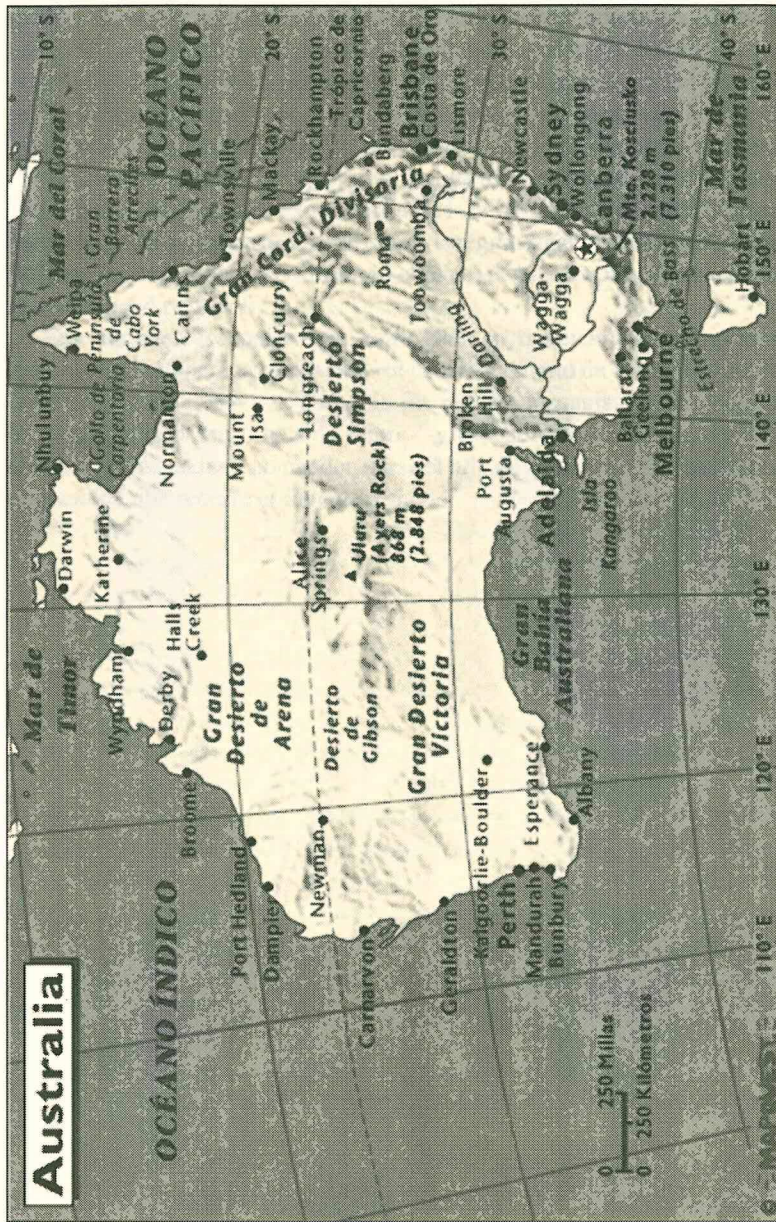 Australia
10° S
Mar del Coral
Mar de
Timor
OCÉANO ÍNDICO
OCÉANO
PACÍFICO
Nhulunbuy
Weipa
Darwin
Golfo de
Carpentaria
Península
de
Cabo
York
Gran
Barrera
Arrecifes
Katherine
Wyndham
Derby
Halls
Creek
Broome
Normanton
Cairns
Townsville
20° S
Port Hedland
Dampier
Gran
Desierto
de
Arena
Mount
Isa
Cloncurry
Mackay
Gran Cord. Divisaria
Newman
Alice
Springs
Longreach
Rockhampton
Trópico de
Capricornio
Desierto
de
Gibson
Uluru
(Ayers Rock)
868 m
(2.848 pies)
Desierto
Simpson
Carnarvon
Roma
Bundaberg
Brisbane
Costa de Oro
Toowoomba
Lismore
Geraldton
Gran Desierto
Victoria
Kalgoorlie-Boulder
30° S
Perth
Mandurah
Bunbury
Esperance
Albany
Gran
Bahía
Australiana
Port
Augusta
Broken
Hill
Darling
Newcastle
Sydney
Wollongong
Canberra
Adelaida
Isla
Kangaroo
Wagga-
Wagga
Mte. Kosciusko
2.228 m
(7.310 pies)
Ballarat
Geelong
Melbourne
Estrecho de Bass
Mar de
Tasmania
40° S
Hobart
0 250 Millas
0 250 Kilómetros
110° E
120° E
130° E
140° E
150° E
160° E